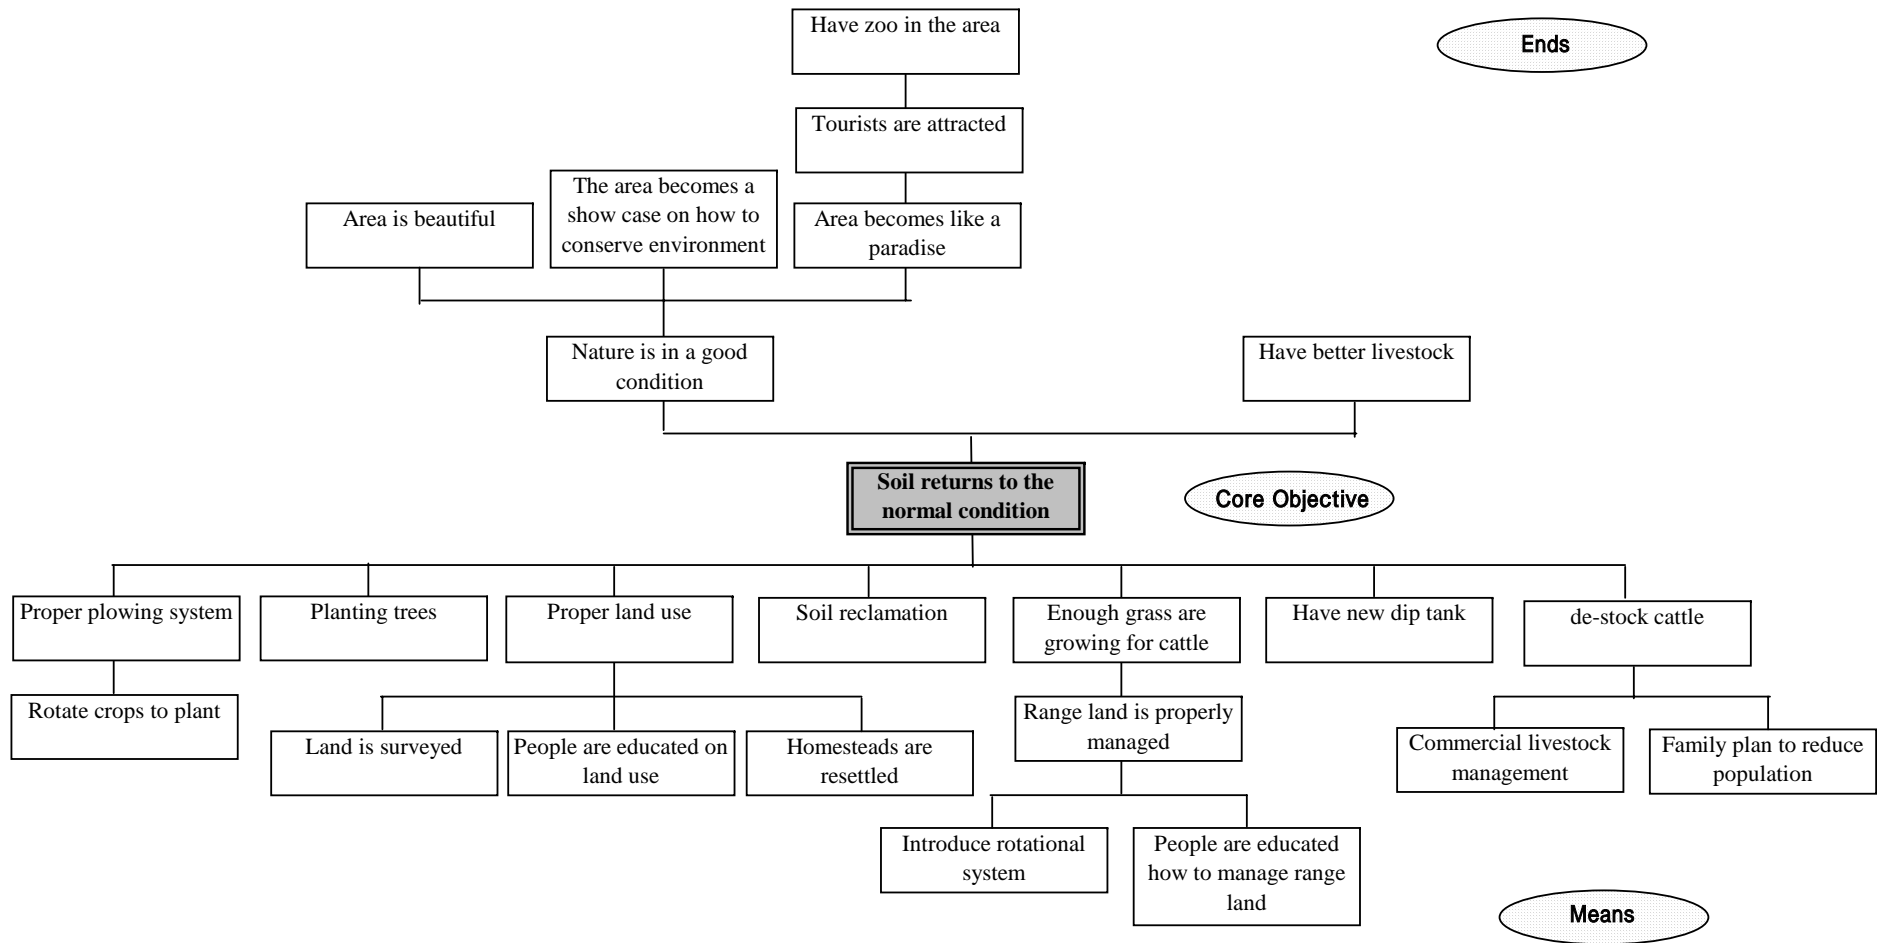 Have zoo in the area
Ends
Tourists are attracted
The area becomes a
show case on how to
conserve environment
Area is beautiful
Area becomes like a
paradise
Nature is in a good
condition
Have better livestock
Soil returns to the
normal condition
Core Objective
Proper plowing system
Planting trees
Proper land use
Soil reclamation
Enough grass are
growing for cattle
Have new dip tank
de-stock cattle
Rotate crops to plant
Land is surveyed
People are educated on
land use
Homesteads are
resettled
Range land is properly
managed
Commercial livestock
management
Family plan to reduce
population
Introduce rotational
system
People are educated
how to manage range
land
Means